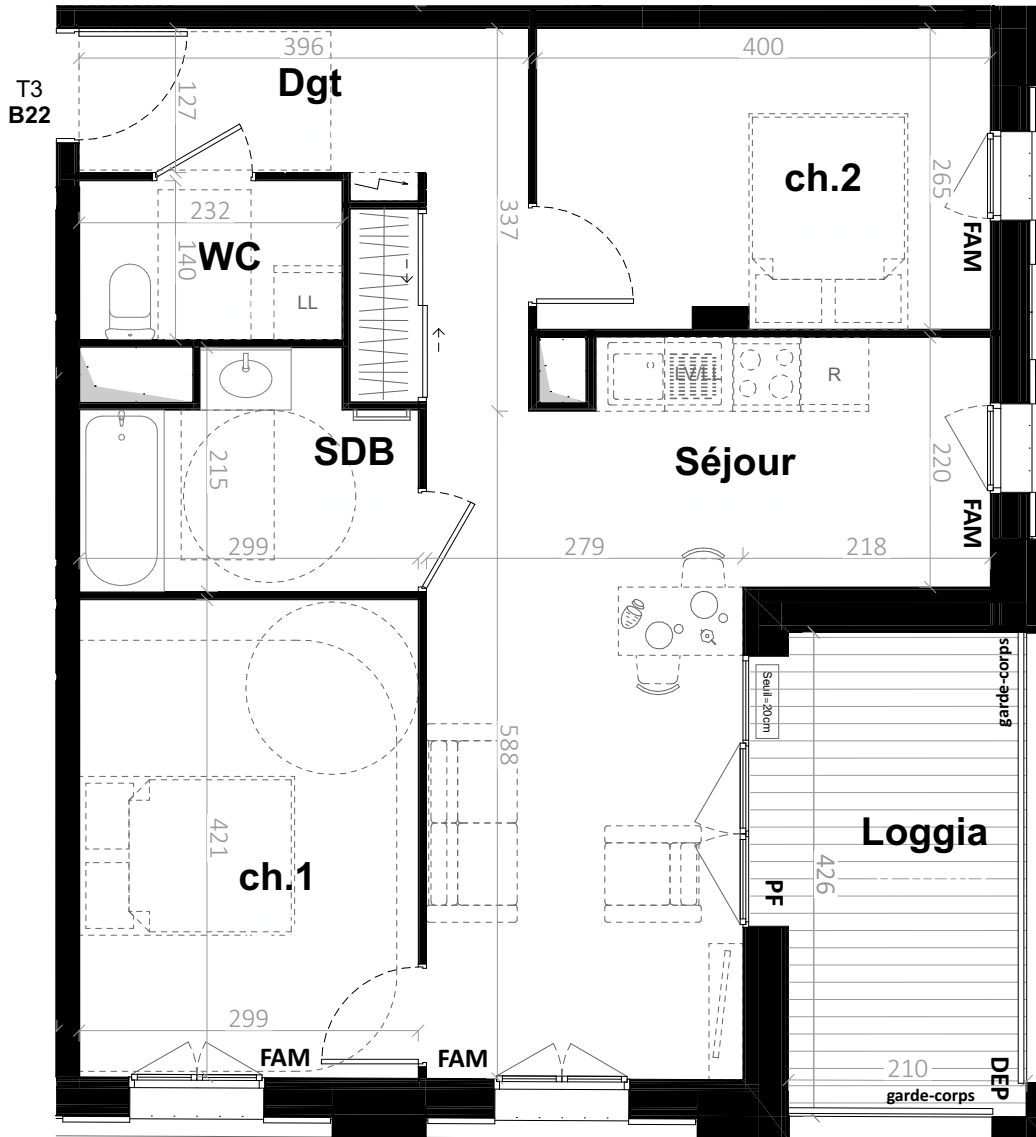 396
400
T3
B22
Dgt
127
ch.2
265
232
337
WC
140
FAM
LL
LV/LL
R
SDB
Séjour
215
220
FAM
299
279
218
garde-corps
Seuil=20cm
588
421
Loggia
ch.1
426
PF
299
FAM
FAM
210
DEP
garde-corps